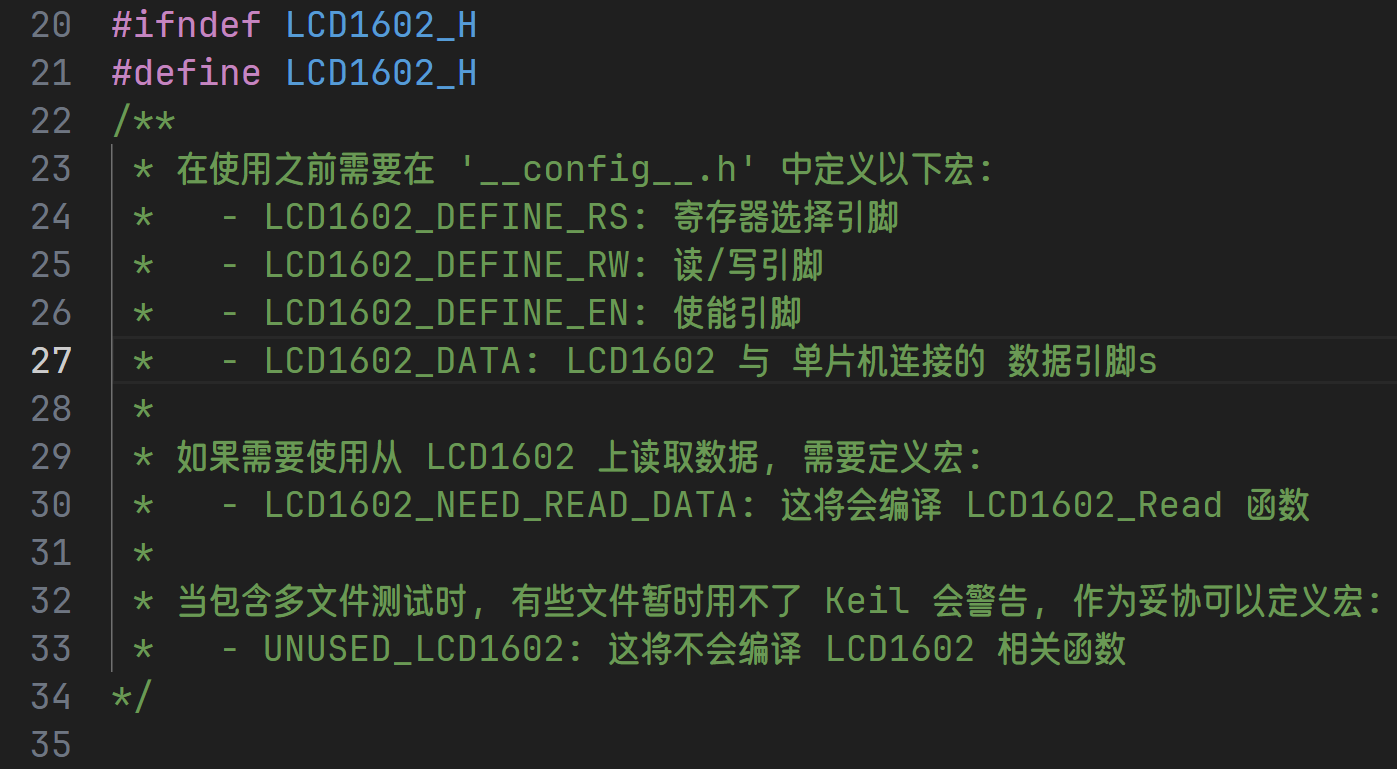 20 #ifndef LCD1602_H
21 #define LCD1602_H
22 /**
23  * 在使用之前需要在 '__config__.h' 中定义以下宏:
24  *   - LCD1602_DEFINE_RS: 寄存器选择引脚
25  *   - LCD1602_DEFINE_RW: 读/写引脚
26  *   - LCD1602_DEFINE_EN: 使能引脚
27  *   - LCD1602_DATA: LCD1602 与 单片机连接的 数据引脚s
28  *
29  * 如果需要使用从 LCD1602 上读取数据, 需要定义宏:
30  *   - LCD1602_NEED_READ_DATA: 这将会编译 LCD1602_Read 函数
31  *
32  * 当包含多文件测试时, 有些文件暂时用不了 Keil 会警告, 作为妥协可以定义宏:
33  *   - UNUSED_LCD1602: 这将不会编译 LCD1602 相关函数
34 */
35